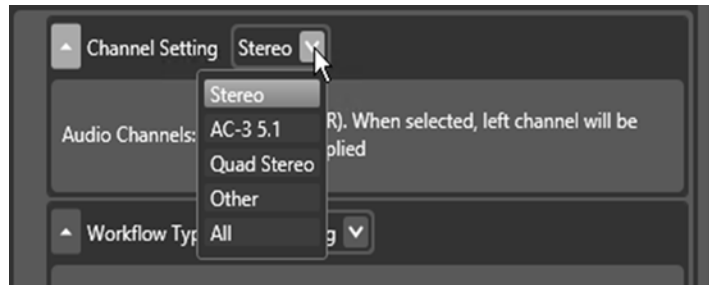 Channel Setting Stereo
Stereo
AC-3 5.1
Quad Stereo
Other
All
Audio Channels: R). When selected, left channel will be
plied
Workflow Typ g